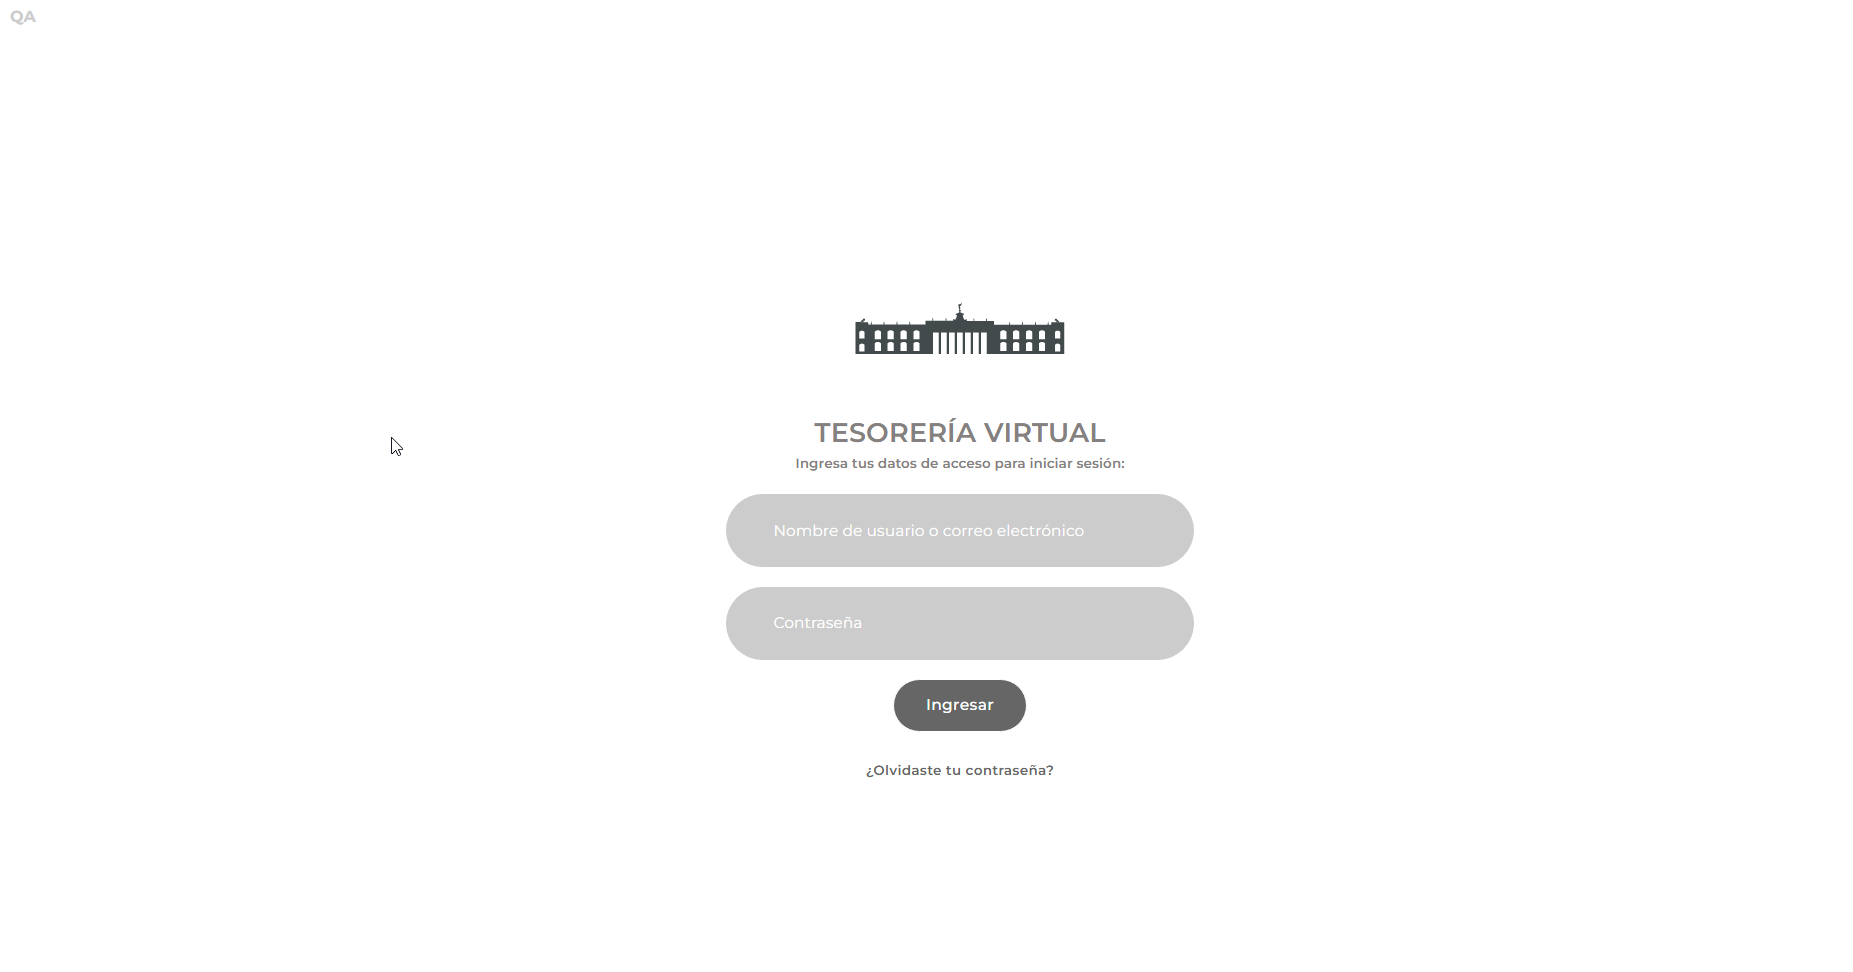 QA
TESORERÍA VIRTUAL
Ingresa tus datos de acceso para iniciar sesión:
Nombre de usuario o correo electrónico
Contraseña
Ingresar
¿Olvidaste tu contraseña?